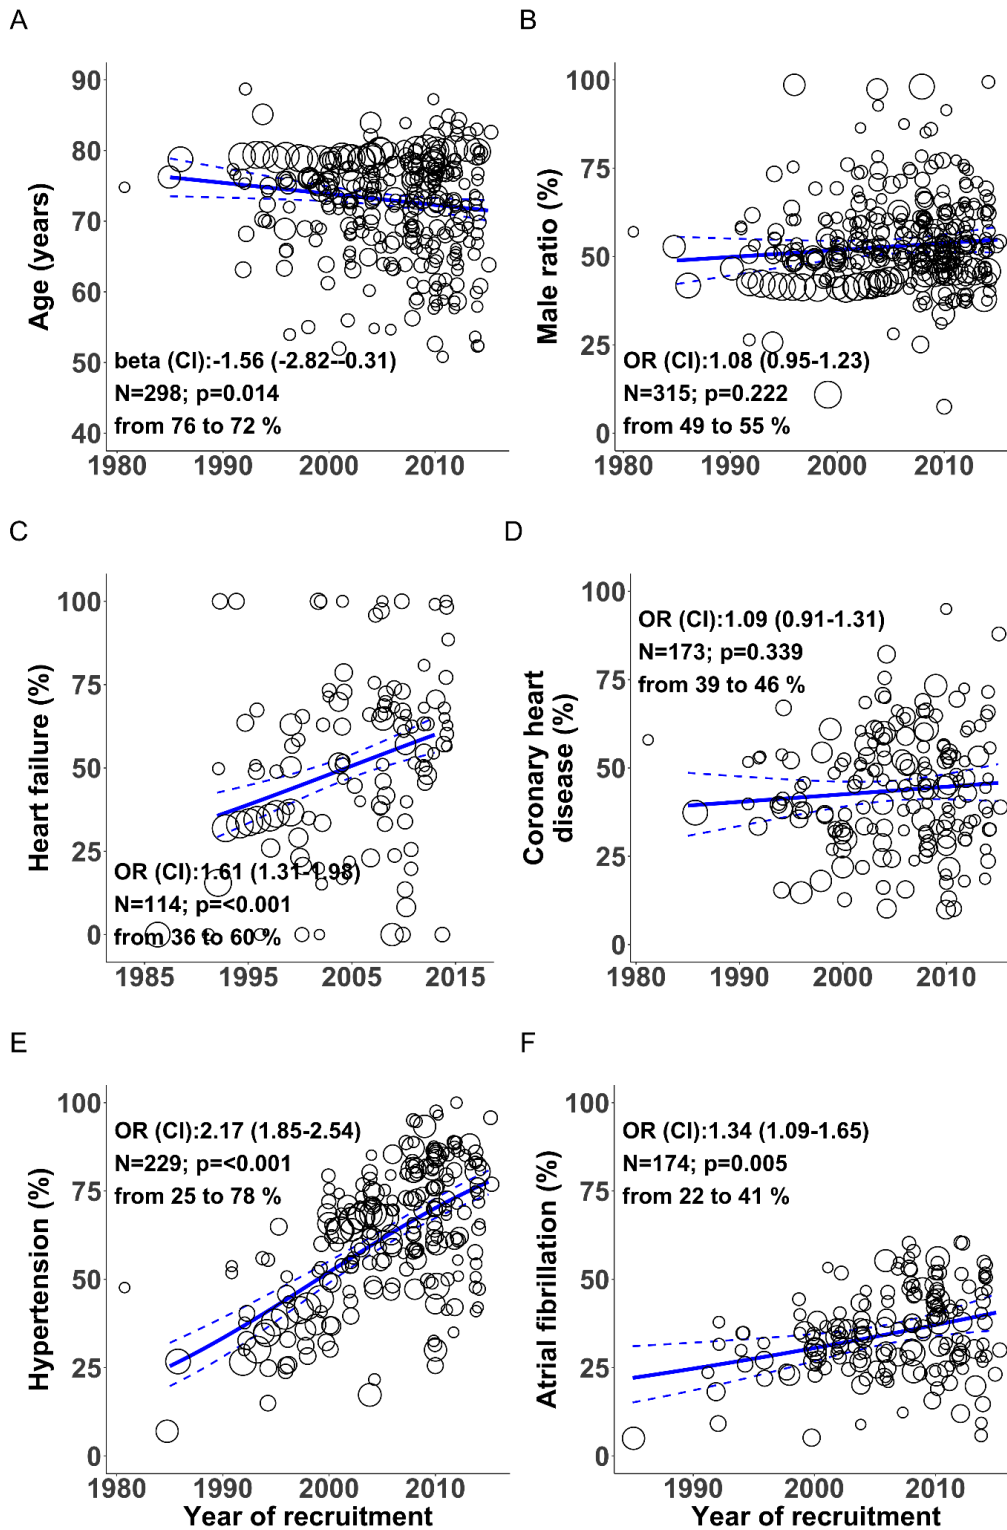 A
Age (years)
90
80
70
60
50
40
beta (CI):-1.56 (-2.82--0.31)
N=298; p=0.014
from 76 to 72 %
1980 1990 2000 2010
B
Male ratio (%)
100
75
50
25
0
OR (CI):1.08 (0.95-1.23)
N=315; p=0.222
from 49 to 55 %
1980 1990 2000 2010
C
Heart failure (%)
100
75
50
25
0
OR (CI):1.61 (1.31-1.98)
N=114; p=<0.001
from 36 to 60 %
1985 1995 2005 2015
D
Coronary heart
disease (%)
100
75
50
25
0
OR (CI):1.09 (0.91-1.31)
N=173; p=0.339
from 39 to 46 %
1980 1990 2000 2010
E
Hypertension (%)
100
75
50
25
0
OR (CI):2.17 (1.85-2.54)
N=229; p=<0.001
from 25 to 78 %
1980 1990 2000 2010
Year of recruitment
F
Atrial fibrillation (%)
100
75
50
25
0
OR (CI):1.34 (1.09-1.65)
N=174; p=0.005
from 22 to 41 %
1990 2000 2010
Year of recruitment